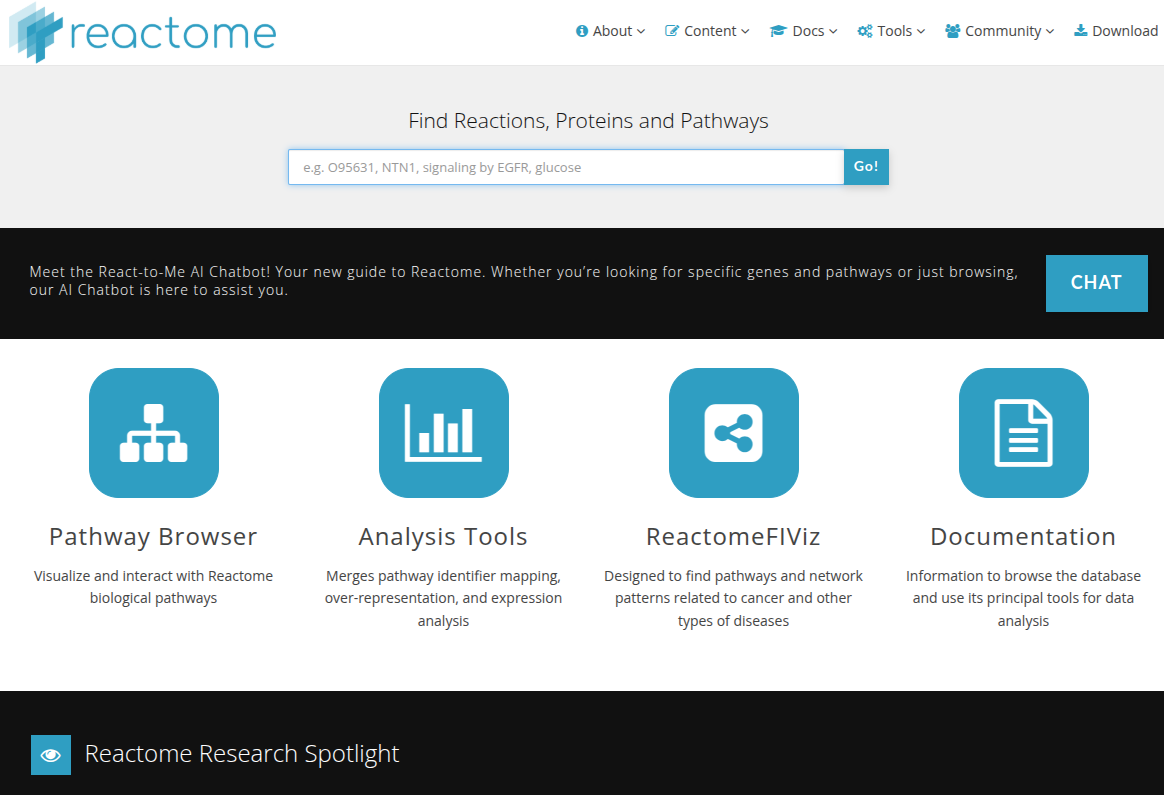 reactome
About Content Docs Tools Community Download
Find Reactions, Proteins and Pathways
e.g. O95631, NTN1, signaling by EGFR, glucose Go!
Meet the React-to-Me AI Chatbot! Your new guide to Reactome. Whether you’re looking for specific genes and pathways or just browsing,
our AI Chatbot is here to assist you.
CHAT
Pathway Browser
Visualize and interact with Reactome
biological pathways
Analysis Tools
Merges pathway identifier mapping,
over-representation, and expression
analysis
ReactomeFIViz
Designed to find pathways and network
patterns related to cancer and other
types of diseases
Documentation
Information to browse the database
and use its principal tools for data
analysis
Reactome Research Spotlight